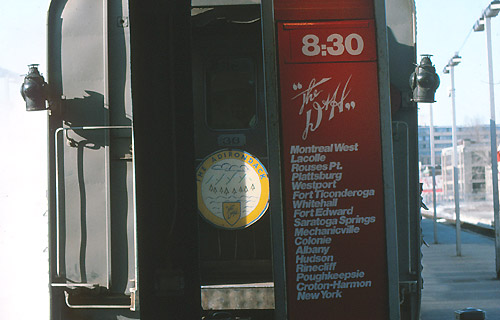 8:30
"The
D&H"
Montreal West
Lacolle
Rouses Pt.
Plattsburg
Westport
Fort Ticonderoga
Whitehall
Fort Edward
Saratoga Springs
Mechanicville
Colonie
Albany
Hudson
Rinecliff
Poughkeepsie
Croton-Harmon
New York
THE ADIRONDACK